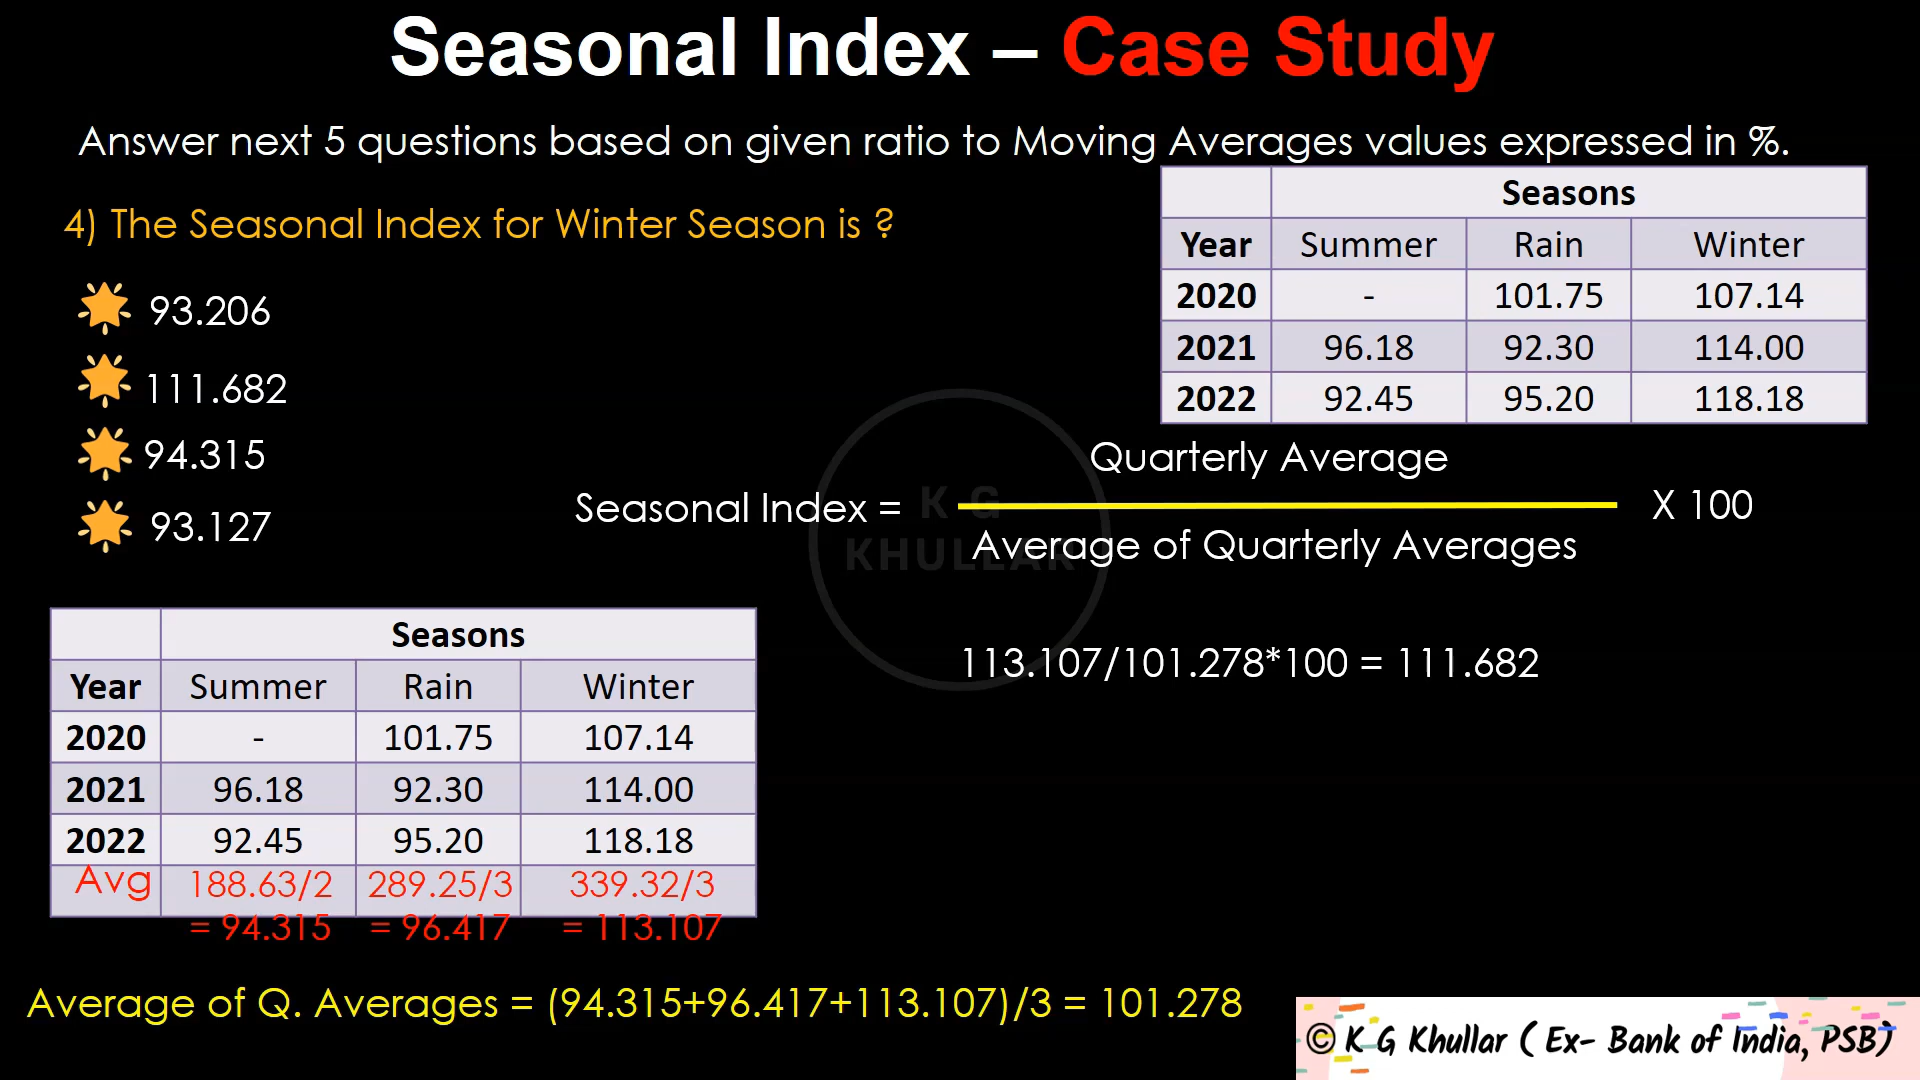 Seasonal Index – Case Study
Answer next 5 questions based on given ratio to Moving Averages values expressed in %.
4) The Seasonal Index for Winter Season is ?
93.206
111.682
94.315
93.127
Seasons
Year Summer Rain Winter
2020 - 101.75 107.14
2021 96.18 92.30 114.00
2022 92.45 95.20 118.18
Quarterly Average
Seasonal Index = X 100
Average of Quarterly Averages
K G
KHULLAR
113.107/101.278*100 = 111.682
Seasons
Year Summer Rain Winter
2020 - 101.75 107.14
2021 96.18 92.30 114.00
2022 92.45 95.20 118.18
Avg 188.63/2 289.25/3 339.32/3
= 94.315 = 96.417 = 113.107
Average of Q. Averages = (94.315+96.417+113.107)/3 = 101.278
© K G Khullar ( Ex- Bank of India, PSB)